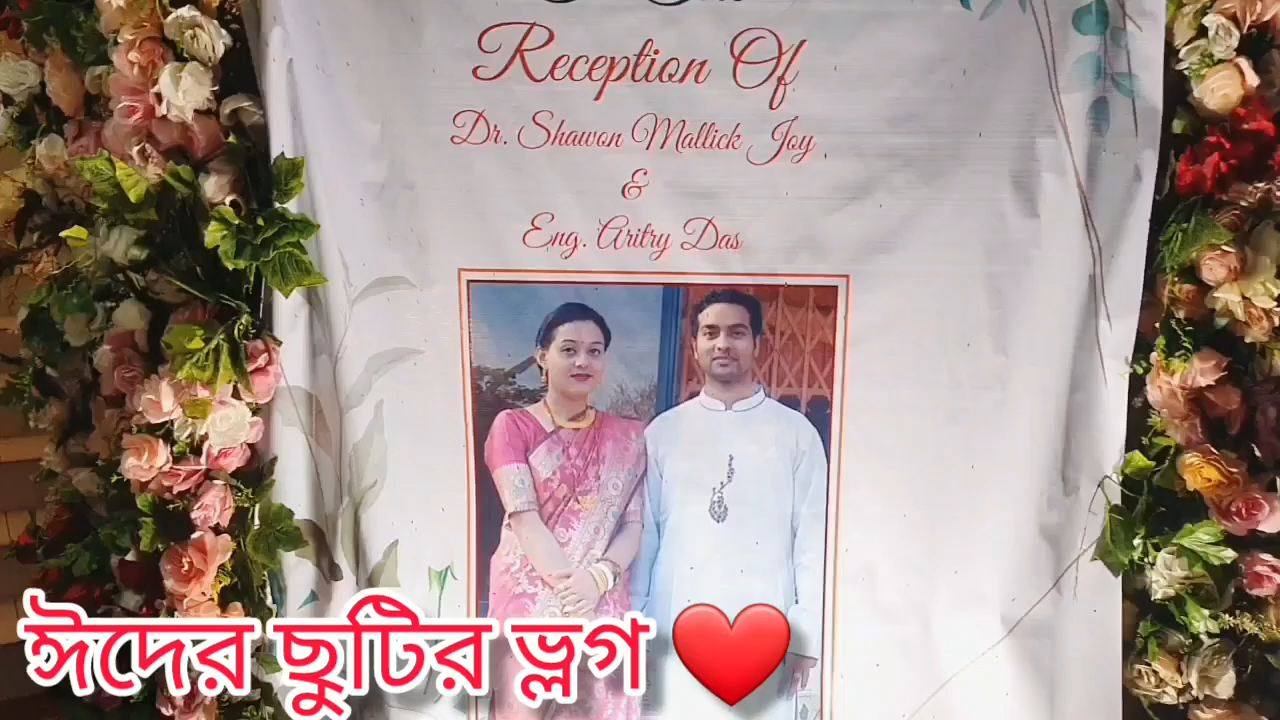 Reception Of
Dr. Shawon Mallick Joy
&
Eng. Aritry Das
ঈদের ছুটির ভ্লগ ❤️